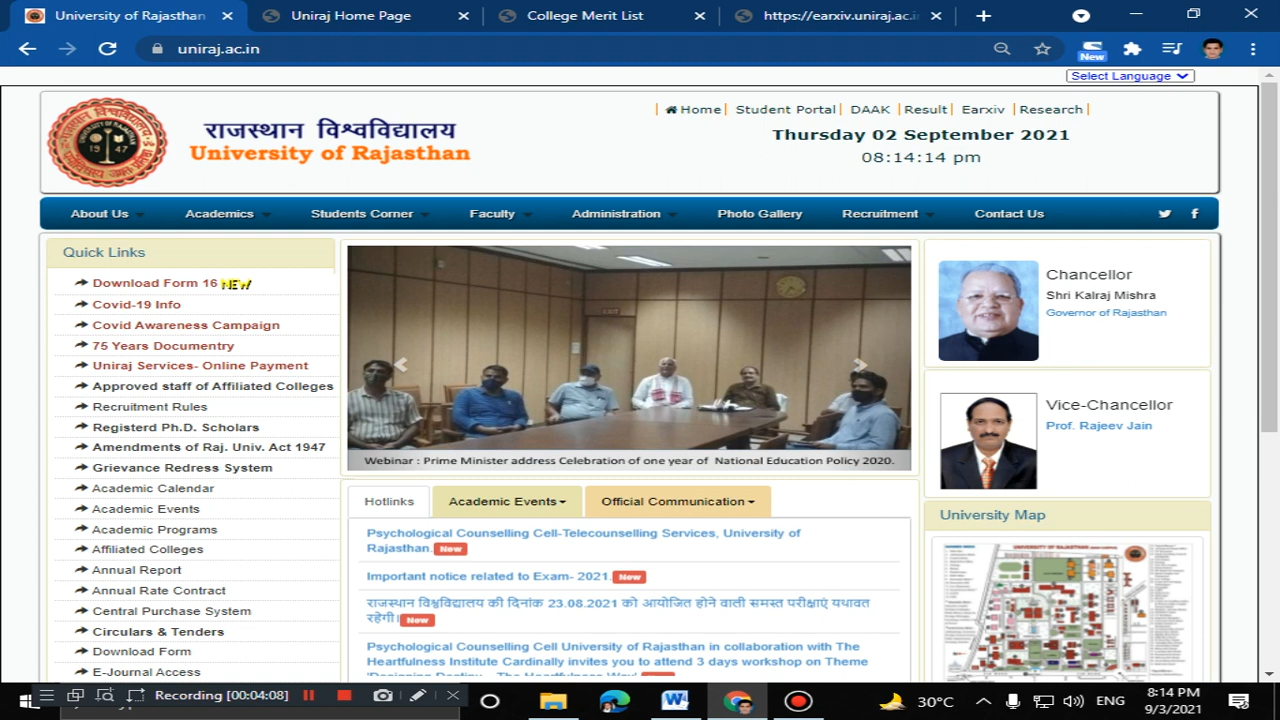 University of Rajasthan
Uniraj Home Page
College Merit List
https://earxiv.uniraj.ac.in
uniraj.ac.in
New
Select Language
राजस्थान विश्वविद्यालय
University of Rajasthan
1947
Home
Student Portal
DAAK
Result
Earxiv
Research
Thursday 02 September 2021
08:14:14 pm
About Us
Academics
Students Corner
Faculty
Administration
Photo Gallery
Recruitment
Contact Us
Quick Links
Download Form 16 NEW
Covid-19 Info
Covid Awareness Campaign
75 Years Documentry
Uniraj Services- Online Payment
Approved staff of Affiliated Colleges
Recruitment Rules
Registerd Ph.D. Scholars
Amendments of Raj. Univ. Act 1947
Grievance Redress System
Academic Calendar
Academic Events
Academic Programs
Affiliated Colleges
Annual Report
Annual Rate Contract
Central Purchase System
Circulars & Tenders
Download Form
E-Journal Access
EXIT
Webinar : Prime Minister address Celebration of one year of National Education Policy 2020.
Hotlinks
Academic Events
Official Communication
Psychological Counselling Cell-Telecounselling Services, University of
Rajasthan. New
Important notice related to Exam- 2021. New
राजस्थान विश्वविद्यालय की दिनांक 23.08.2021 को आयोजित होने वाली समस्त परीक्षाएं यथावत
रहेगी। New
Psychological Counselling Cell University of Rajasthan in collaboration with The
Heartfulness Institute Cardinally invites you to attend 3 days workshop on Theme
Chancellor
Shri Kalraj Mishra
Governor of Rajasthan
Vice-Chancellor
Prof. Rajeev Jain
University Map
Recording [00:04:08]
30°C
ENG
8:14 PM
9/3/2021